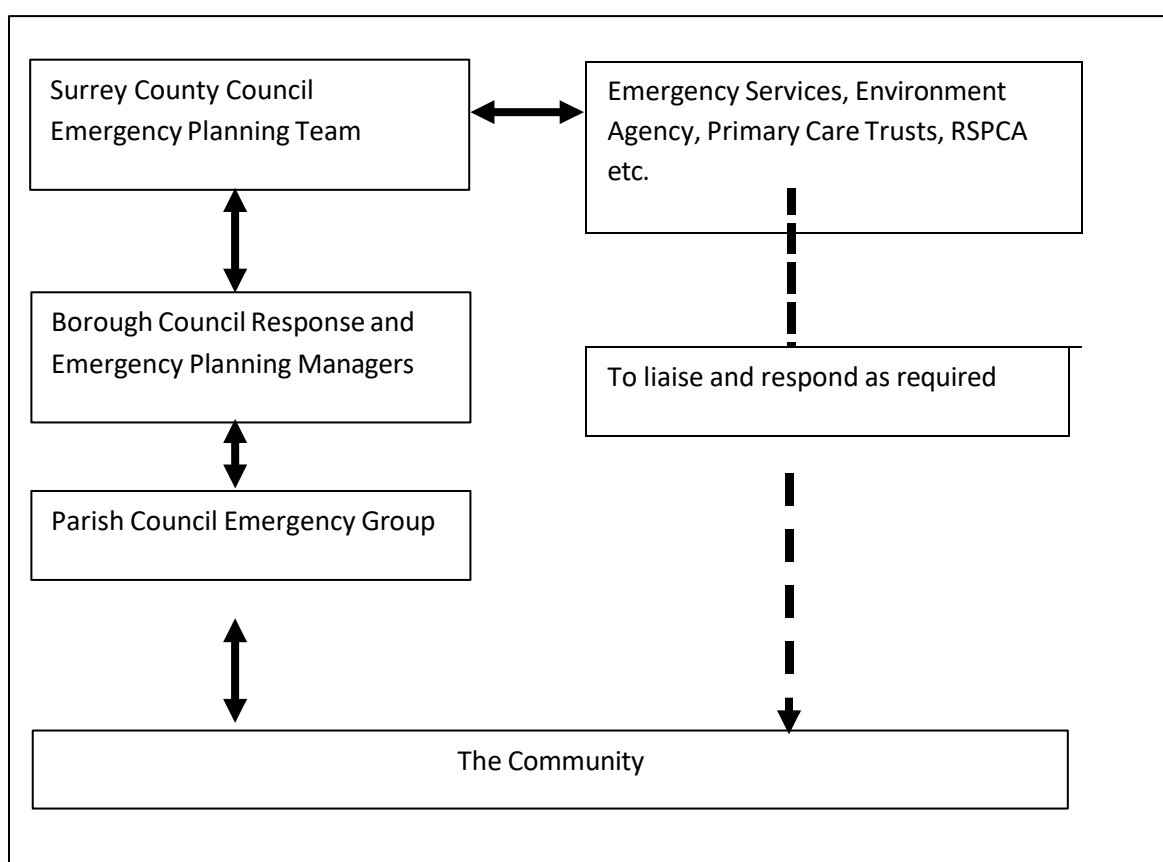 Surrey County Council
Emergency Planning Team
Emergency Services, Environment
Agency, Primary Care Trusts, RSPCA
etc.
Borough Council Response and
Emergency Planning Managers
To liaise and respond as required
Parish Council Emergency Group
The Community